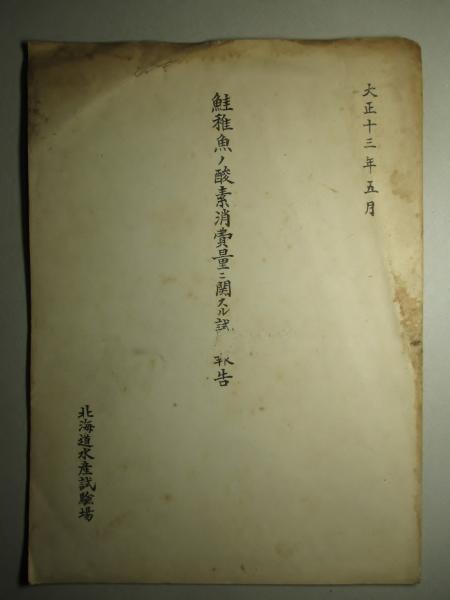 大正十三年五月
鮭稚魚ノ酸素消費量ニ関スル試 報告
北海道水産試験場